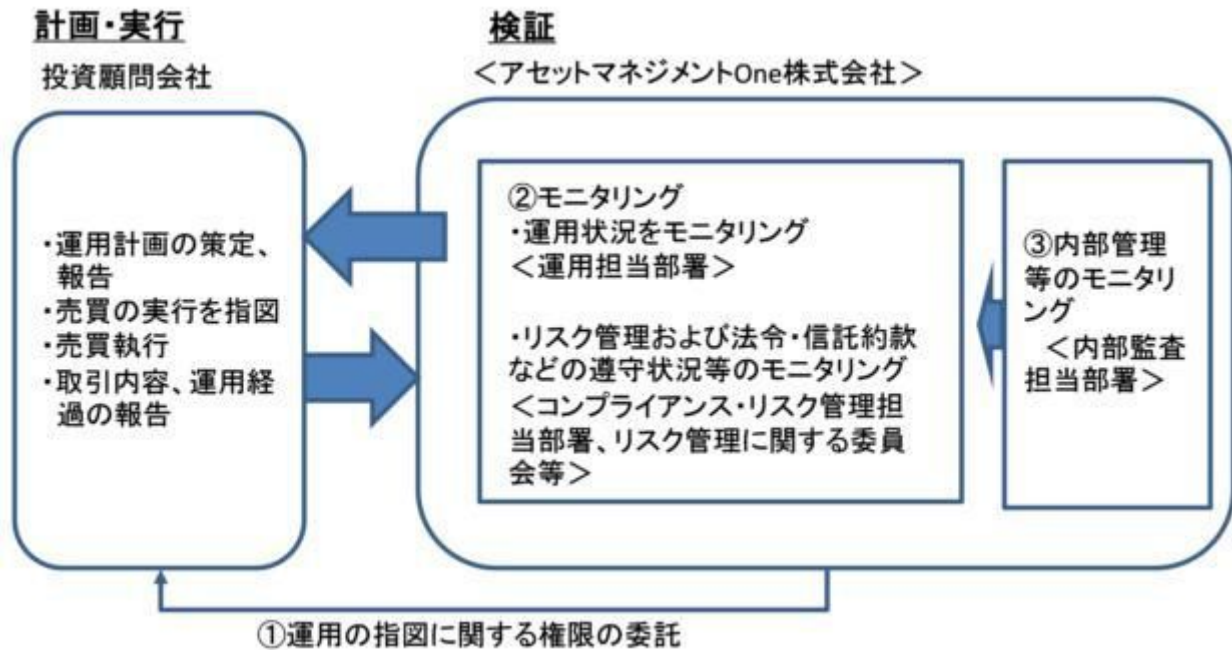 計画・実行
投資顧問会社
・運用計画の策定、
報告
・売買の実行を指図
・売買執行
・取引内容、運用経
過の報告
検証
＜アセットマネジメントOne株式会社＞
②モニタリング
・運用状況をモニタリング
＜運用担当部署＞
・リスク管理および法令・信託約款
などの遵守状況等のモニタリング
＜コンプライアンス・リスク管理担
当部署、リスク管理に関する委員
会等＞
③内部管理
等のモニタリ
ング
＜内部監査
担当部署＞
①運用の指図に関する権限の委託